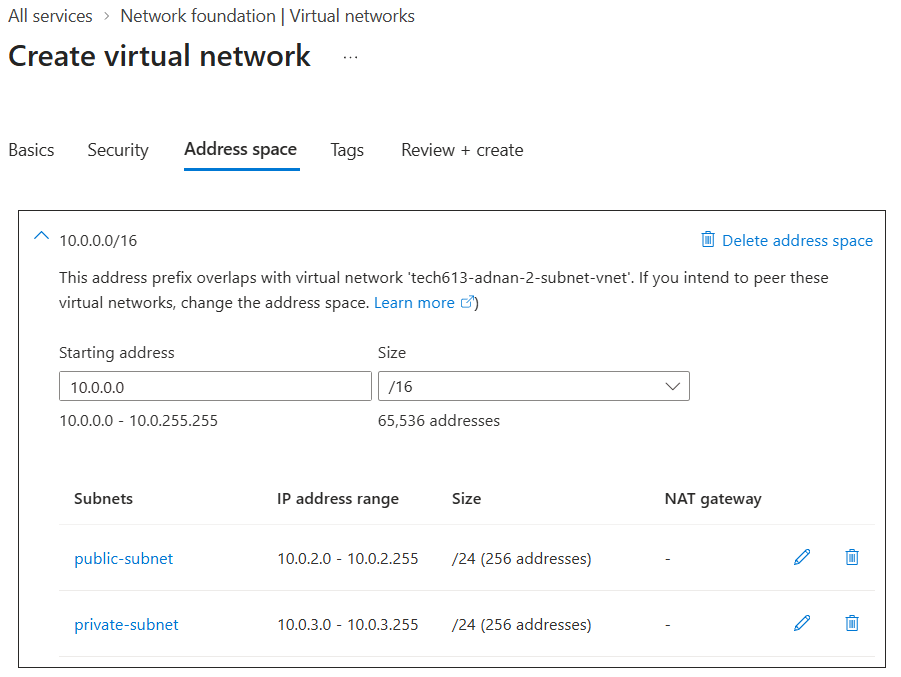 All services > Network foundation | Virtual networks
Create virtual network ...
Basics Security Address space Tags Review + create
10.0.0.0/16 Delete address space
This address prefix overlaps with virtual network 'tech613-adnan-2-subnet-vnet'. If you intend to peer these
virtual networks, change the address space. Learn more )
Starting address Size
10.0.0.0 /16
10.0.0.0 - 10.0.255.255 65,536 addresses
Subnets IP address range Size NAT gateway
public-subnet 10.0.2.0 - 10.0.2.255 /24 (256 addresses) -
private-subnet 10.0.3.0 - 10.0.3.255 /24 (256 addresses) -